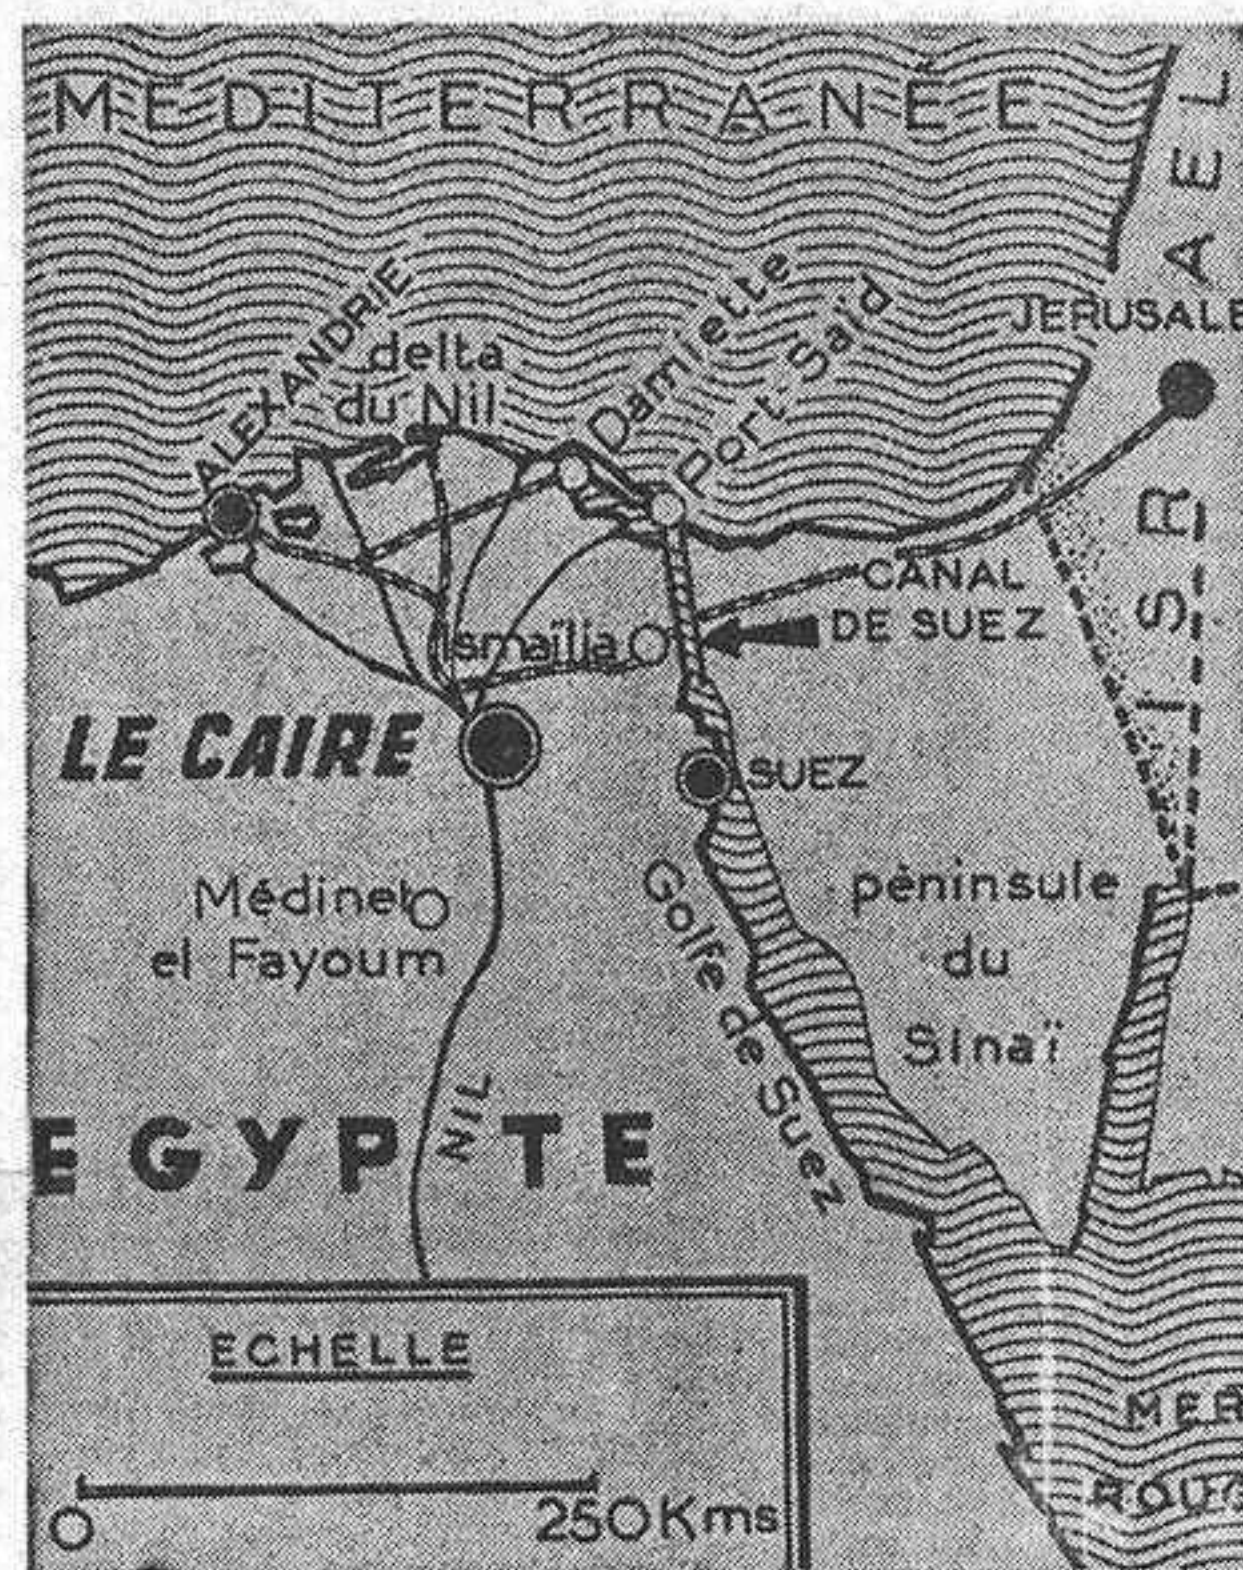 MÉDITERRANÉE
ISRAEL
JERUSALE
ALEXANDRIE
delta
du Nil
Damiette
Port-Saïd
CANAL
DE SUEZ
Ismaïlia
LE CAIRE
SUEZ
Médinet
el Fayoum
Golfe de Suez
péninsule
du
Sinaï
NIL
EGYPTE
ECHELLE
0 250Kms
MER
ROUG